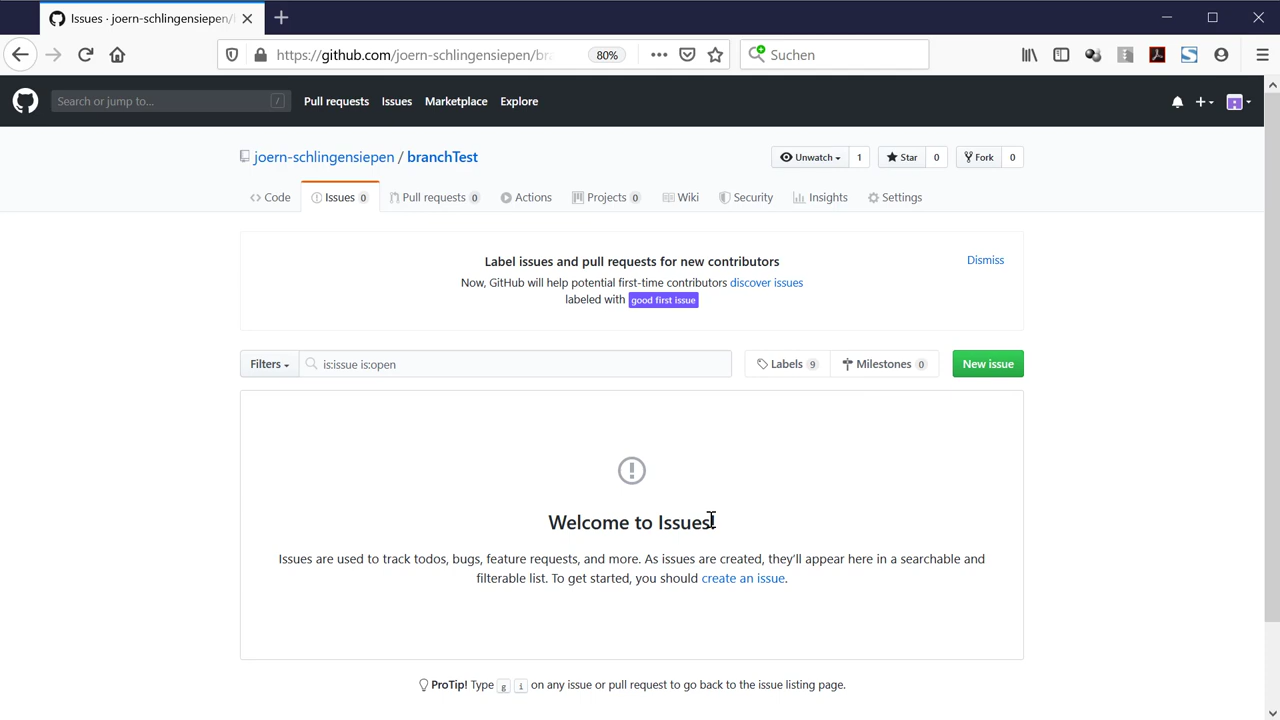 Issues · joern-schlingensiepen/
https://github.com/joern-schlingensiepen/bra
80%
Suchen
Search or jump to...
/
Pull requests
Issues
Marketplace
Explore
joern-schlingensiepen / branchTest
Unwatch
1
Star
0
Fork
0
Code
Issues 0
Pull requests 0
Actions
Projects 0
Wiki
Security
Insights
Settings
Label issues and pull requests for new contributors
Dismiss
Now, GitHub will help potential first-time contributors discover issues
labeled with good first issue
Filters
is:issue is:open
Labels 9
Milestones 0
New issue
Welcome to Issues!
Issues are used to track todos, bugs, feature requests, and more. As issues are created, they'll appear here in a searchable and
filterable list. To get started, you should create an issue.
ProTip! Type g i on any issue or pull request to go back to the issue listing page.